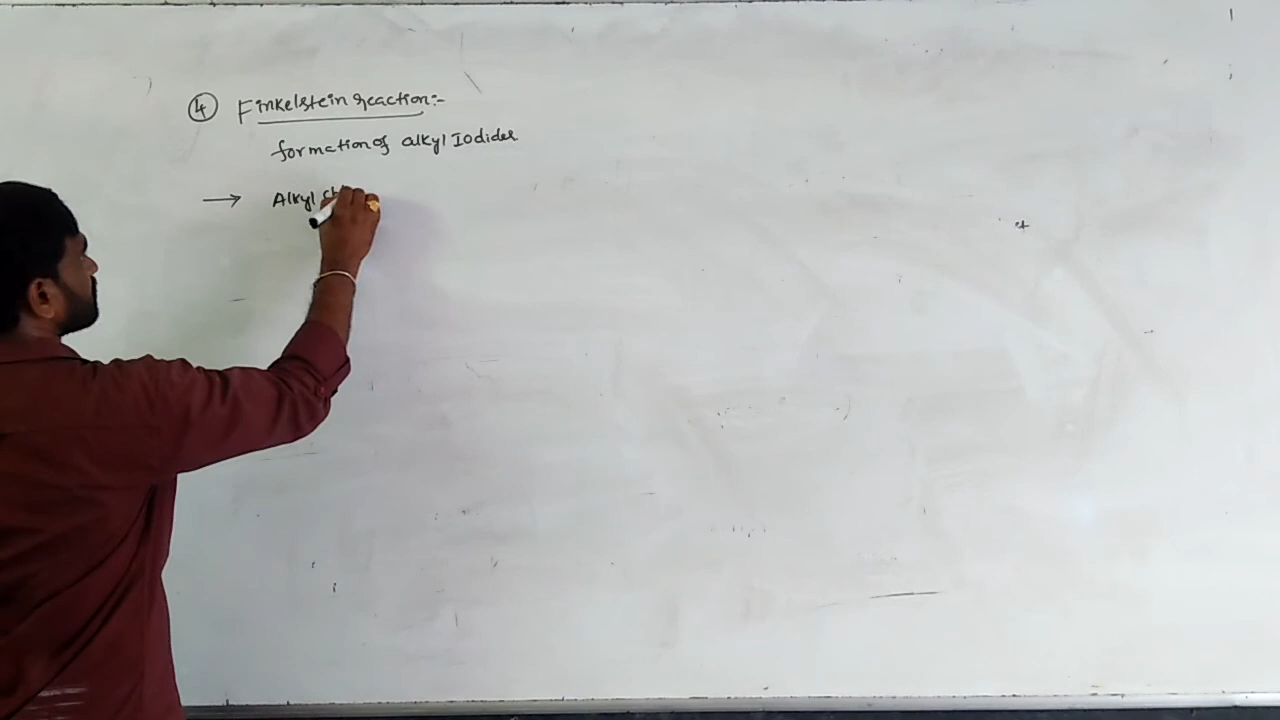 ④ Finkelstein reaction:-
formation of alkyl Iodides
→ Alkyl